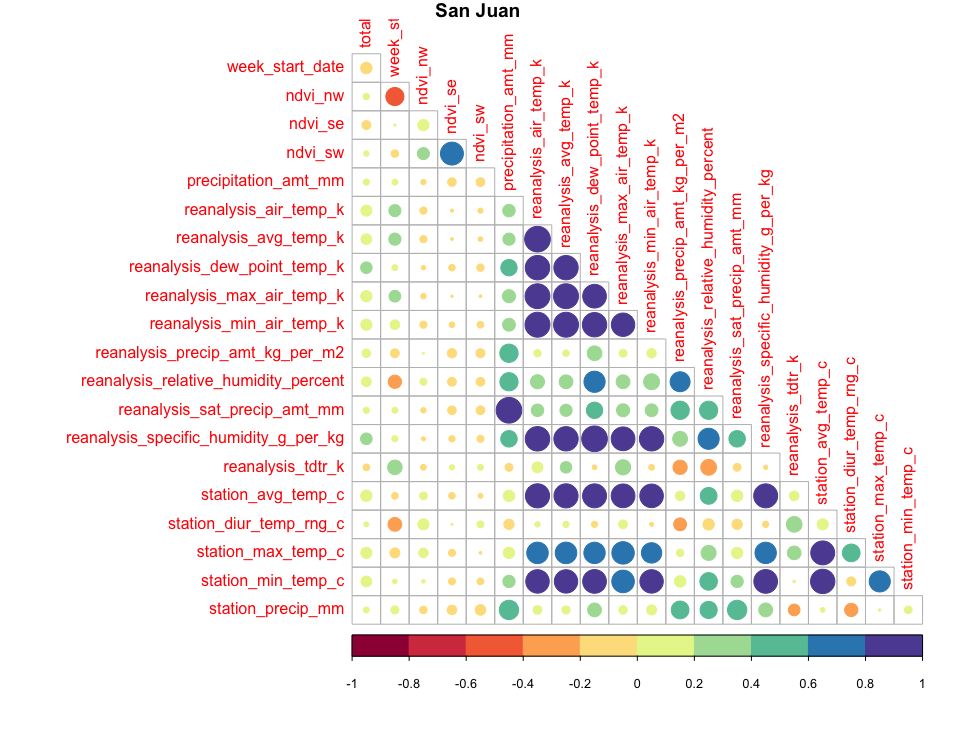 San Juan
total
week_st
ndvi_nw
ndvi_se
ndvi_sw
precipitation_amt_mm
reanalysis_air_temp_k
reanalysis_avg_temp_k
reanalysis_dew_point_temp_k
reanalysis_max_air_temp_k
reanalysis_min_air_temp_k
reanalysis_precip_amt_kg_per_m2
reanalysis_relative_humidity_percent
reanalysis_sat_precip_amt_mm
reanalysis_specific_humidity_g_per_kg
reanalysis_tdtr_k
station_avg_temp_c
station_diur_temp_rng_c
station_max_temp_c
station_min_temp_c
week_start_date
ndvi_nw
ndvi_se
ndvi_sw
precipitation_amt_mm
reanalysis_air_temp_k
reanalysis_avg_temp_k
reanalysis_dew_point_temp_k
reanalysis_max_air_temp_k
reanalysis_min_air_temp_k
reanalysis_precip_amt_kg_per_m2
reanalysis_relative_humidity_percent
reanalysis_sat_precip_amt_mm
reanalysis_specific_humidity_g_per_kg
reanalysis_tdtr_k
station_avg_temp_c
station_diur_temp_rng_c
station_max_temp_c
station_min_temp_c
station_precip_mm
-1 -0.8 -0.6 -0.4 -0.2 0 0.2 0.4 0.6 0.8 1